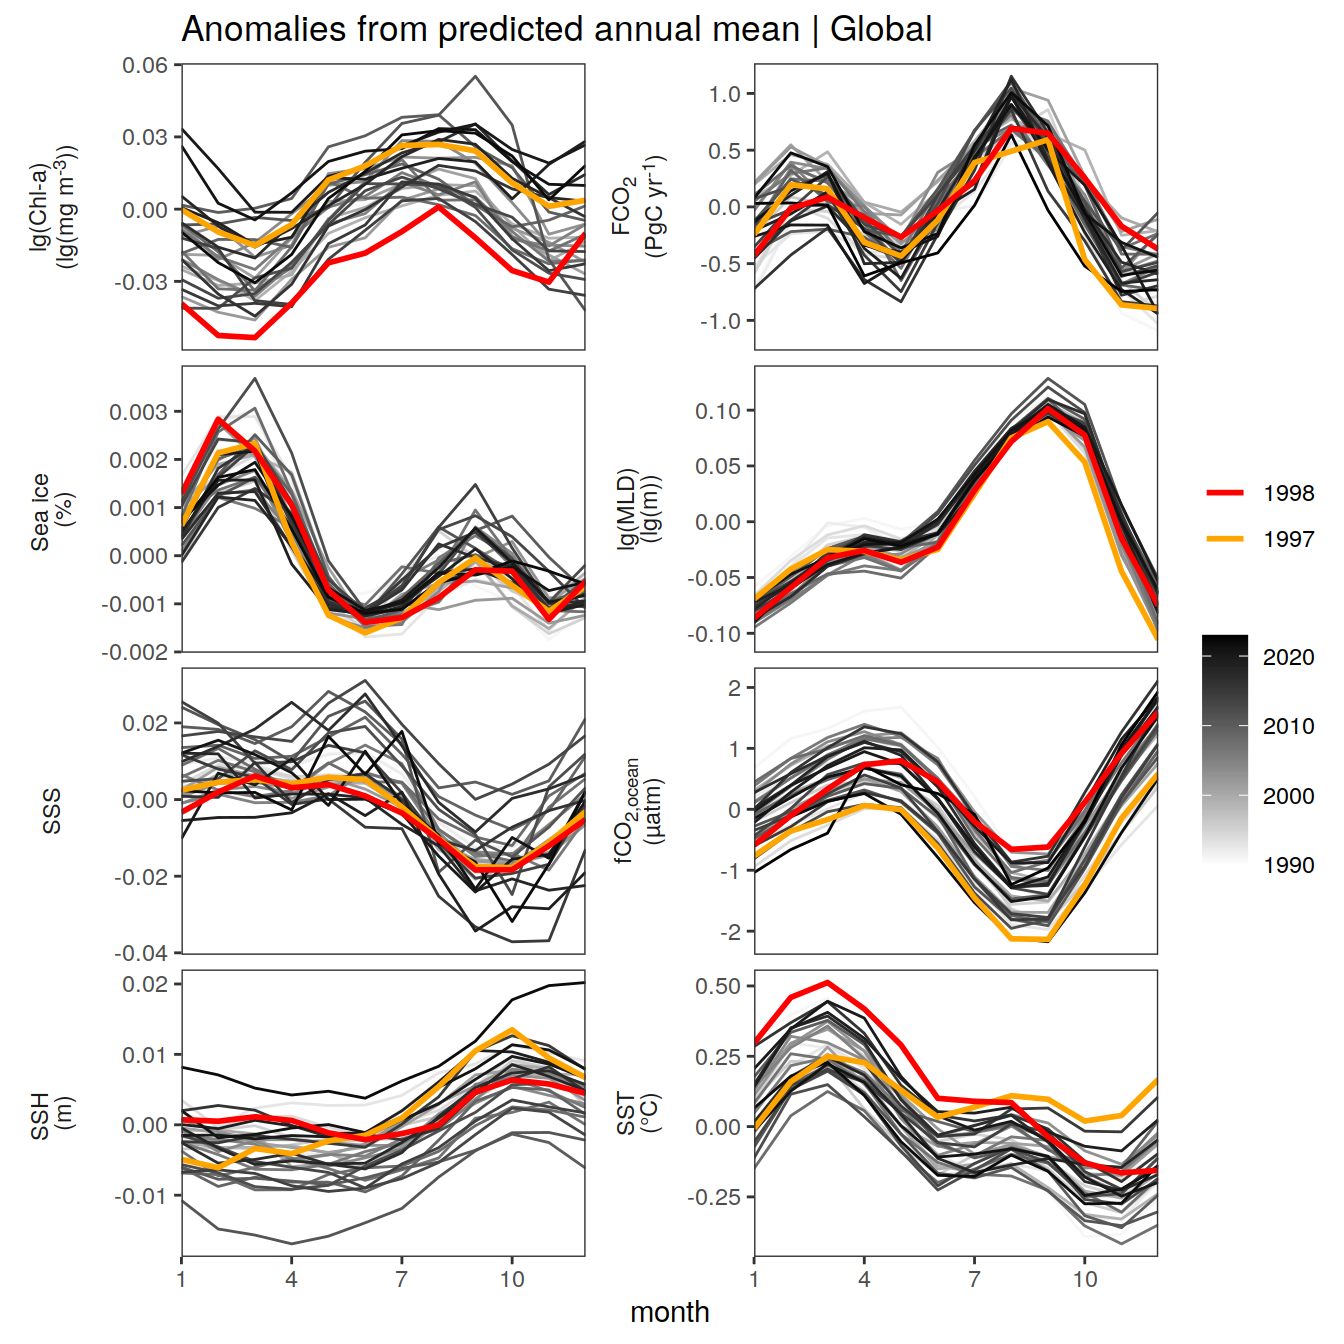 Anomalies from predicted annual mean | Global
lg(Chl-a)
(lg(mg m-3))
0.06
0.03
0.00
-0.03
FCO2
(PgC yr-1)
1.0
0.5
0.0
-0.5
-1.0
Sea ice
(%)
0.003
0.002
0.001
0.000
-0.001
-0.002
lg(MLD)
(lg(m))
0.10
0.05
0.00
-0.05
-0.10
SSS
0.02
0.00
-0.02
-0.04
fCO2,ocean
(µatm)
2
1
0
-1
-2
SSH
(m)
0.02
0.01
0.00
-0.01
1 4 7 10
SST
(°C)
0.50
0.25
0.00
-0.25
1 4 7 10
month
1998
1997
2020
2010
2000
1990